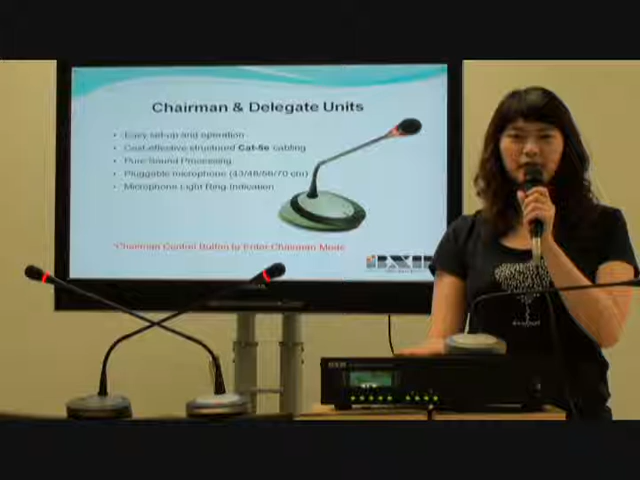 Chairman & Delegate Units
• Easy set-up and operation
• Cost-effective structured Cat-5e cabling
• Pure Sound Processing
• Pluggable microphone (43/48/58/70 cm)
• Microphone Light Ring Indication
*Chairman Control Button to Enter Chairman Mode
BXB